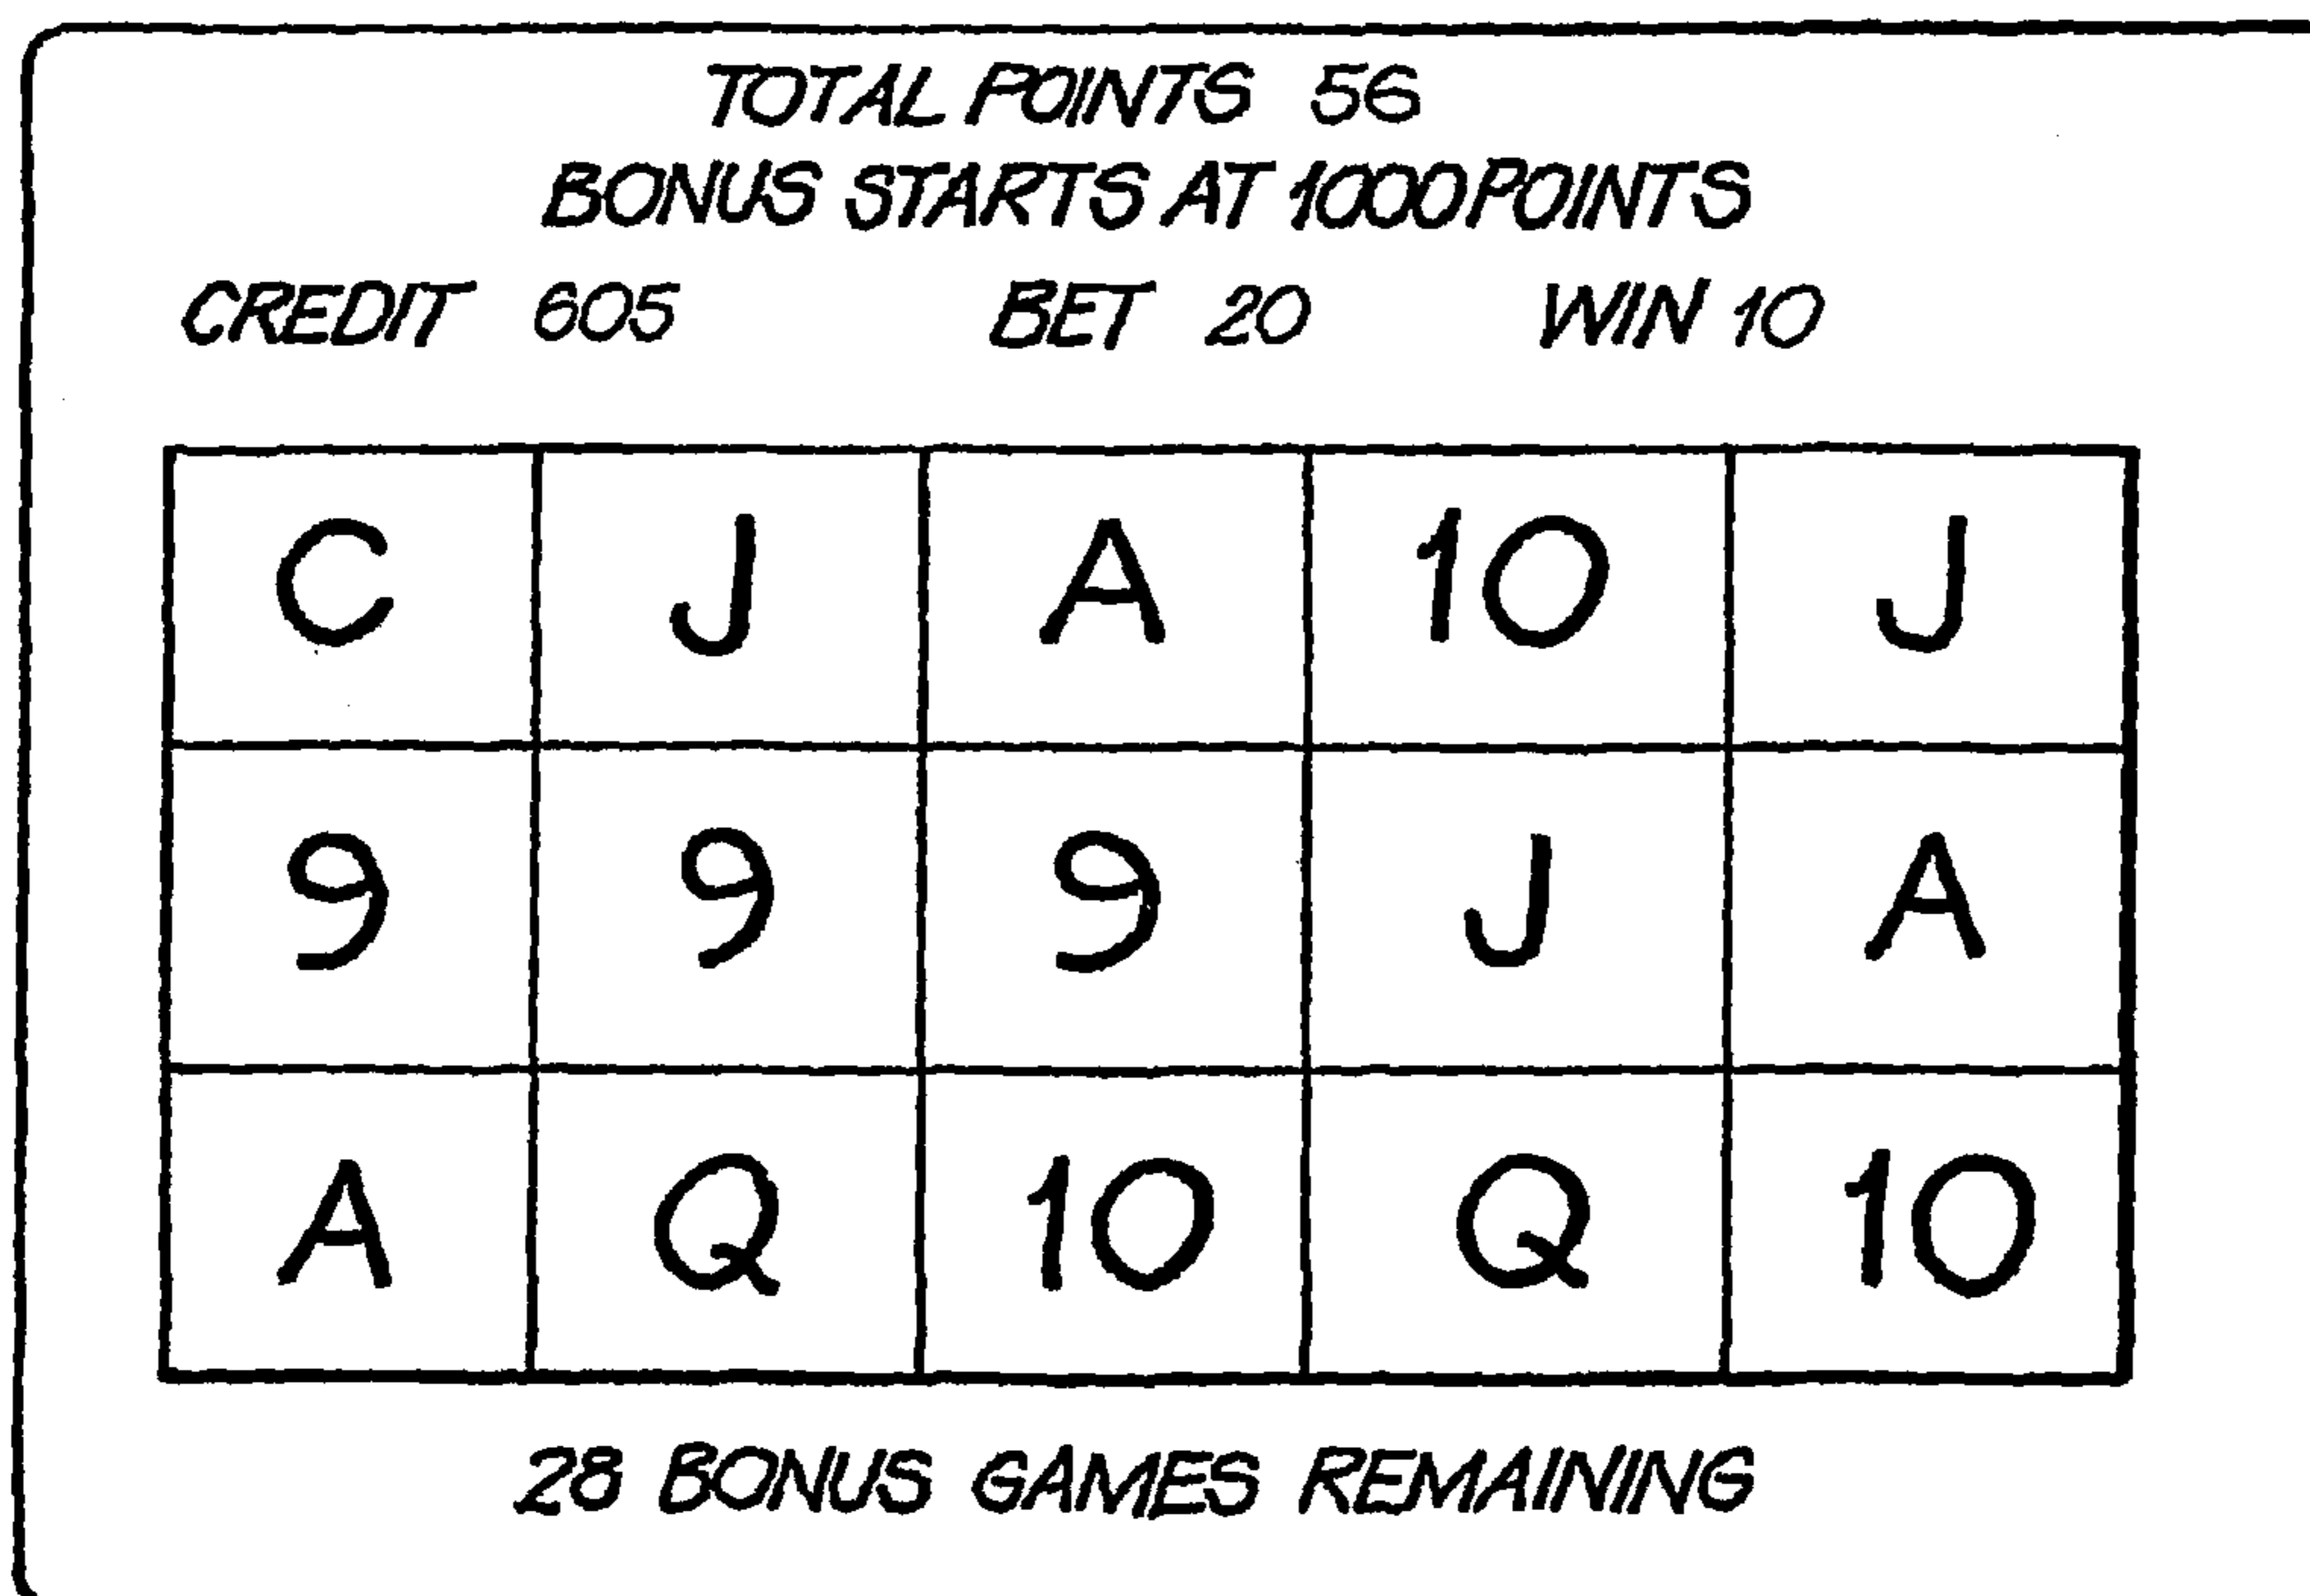 TOTAL POINTS 56
BONUS STARTS AT 1000 POINTS
CREDIT 605 BET 20 WIN 10
C J A 10 J
9 9 9 J A
A Q 10 Q 10
28 BONUS GAMES REMAINING